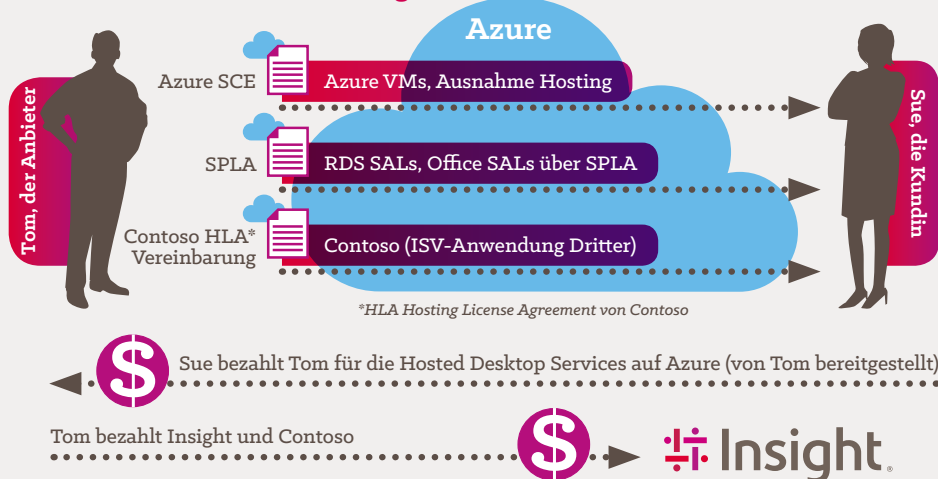 Azure
Tom, der Anbieter
Azure SCE
Azure VMs, Ausnahme Hosting
SPLA
RDS SALs, Office SALs über SPLA
Contoso HLA*
Vereinbarung
Contoso (ISV-Anwendung Dritter)
Sue, die Kundin
*HLA Hosting License Agreement von Contoso
$
Sue bezahlt Tom für die Hosted Desktop Services auf Azure (von Tom bereitgestellt)
Tom bezahlt Insight und Contoso
$
Insight.